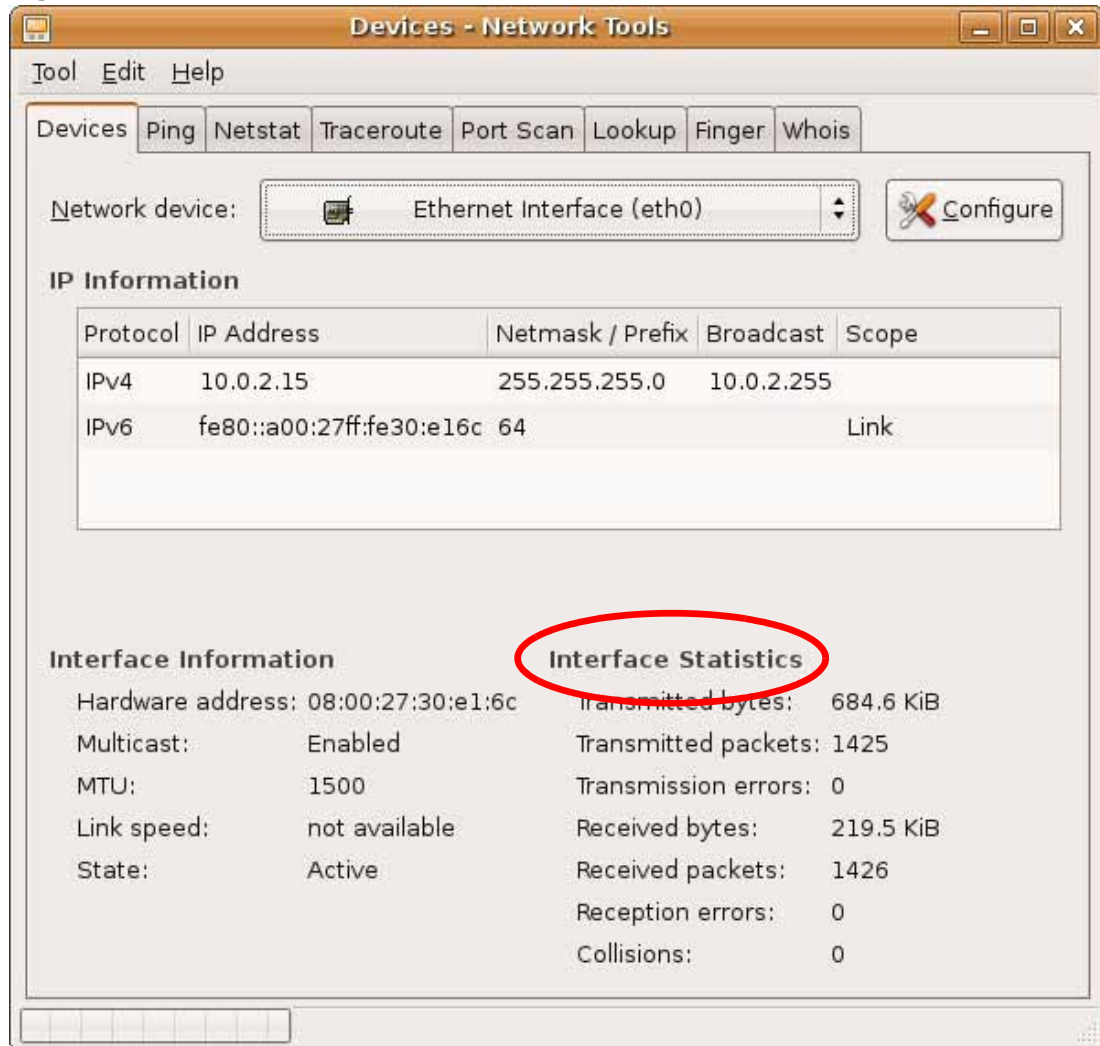 Devices - Network Tools
Tool Edit Help
Devices Ping Netstat Traceroute Port Scan Lookup Finger Whois
Network device: Ethernet Interface (eth0) Configure
IP Information
Protocol IP Address Netmask / Prefix Broadcast Scope
IPv4 10.0.2.15 255.255.255.0 10.0.2.255
IPv6 fe80::a00:27ff:fe30:e16c 64 Link
Interface Information
Hardware address: 08:00:27:30:e1:6c
Multicast: Enabled
MTU: 1500
Link speed: not available
State: Active
Interface Statistics
Transmitted bytes: 684.6 KiB
Transmitted packets: 1425
Transmission errors: 0
Received bytes: 219.5 KiB
Received packets: 1426
Reception errors: 0
Collisions: 0